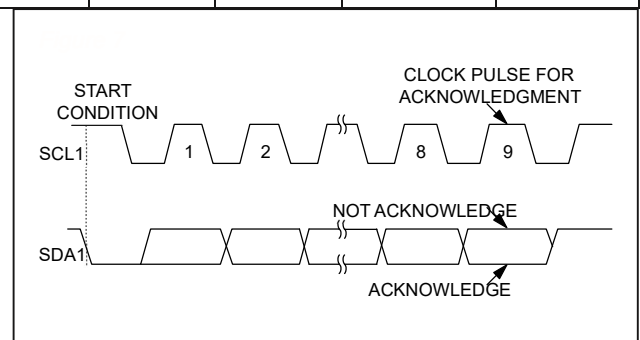 START
CONDITION
CLOCK PULSE FOR
ACKNOWLEDGMENT
SCL1
1
2
8
9
NOT ACKNOWLEDGE
SDA1
ACKNOWLEDGE